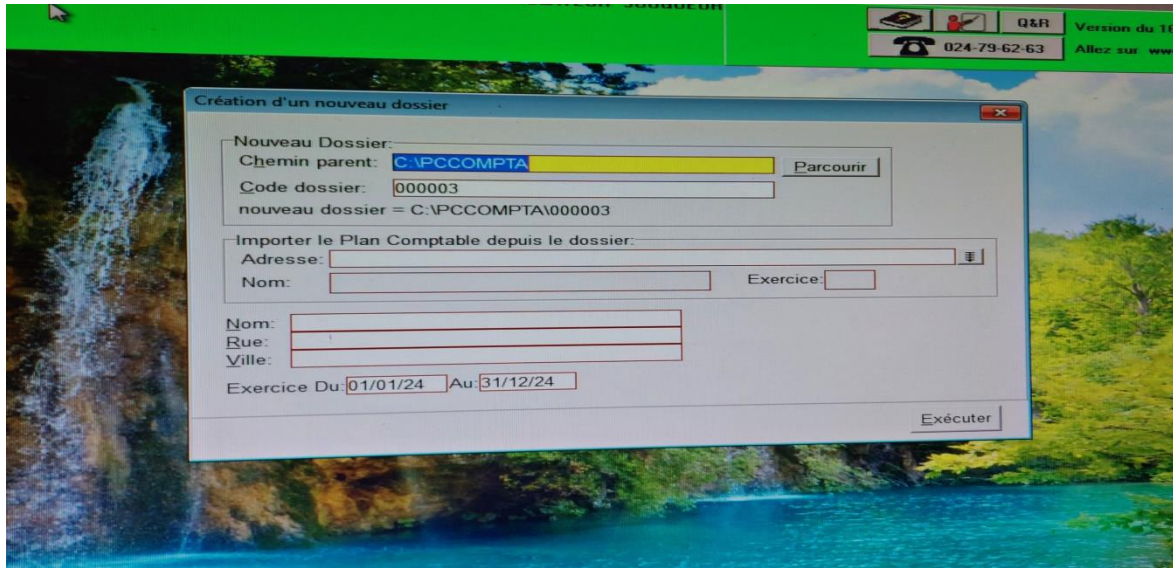 Q&R
Version du
024-79-62-63
Allez sur
Création d'un nouveau dossier
Nouveau Dossier:
Chemin parent: C:\PCCOMPTA Parcourir
Code dossier: 000003
nouveau dossier = C:\PCCOMPTA\000003
Importer le Plan Comptable depuis le dossier:
Adresse:
Nom: Exercice:
Nom:
Rue:
Ville:
Exercice Du: 01/01/24 Au: 31/12/24
Exécuter